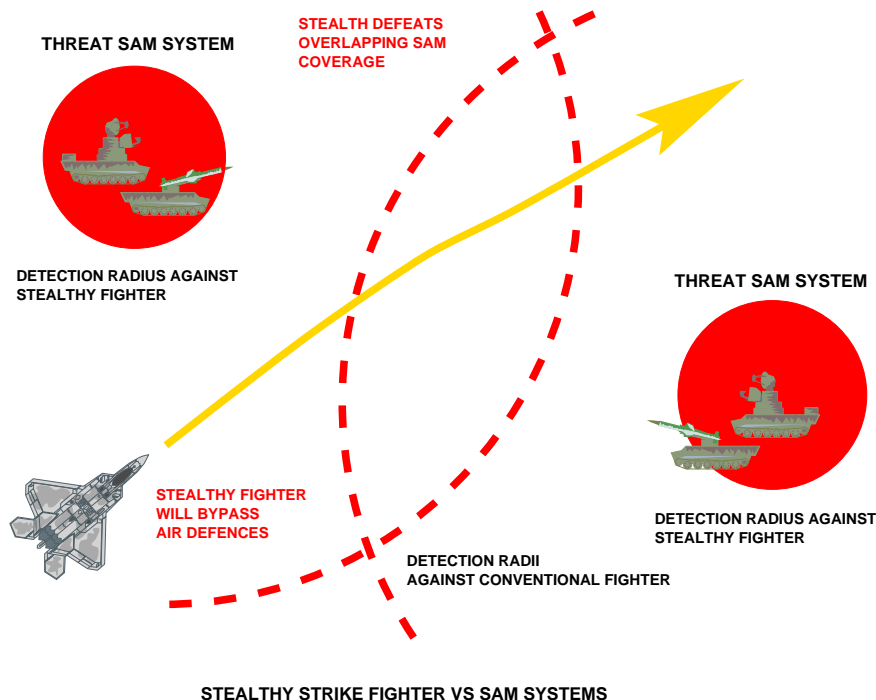 STEALTH DEFEATS
OVERLAPPING SAM
COVERAGE
THREAT SAM SYSTEM
DETECTION RADIUS AGAINST
STEALTHY FIGHTER
THREAT SAM SYSTEM
STEALTHY FIGHTER
WILL BYPASS
AIR DEFENCES
DETECTION RADIUS AGAINST
STEALTHY FIGHTER
DETECTION RADII
AGAINST CONVENTIONAL FIGHTER
STEALTHY STRIKE FIGHTER VS SAM SYSTEMS